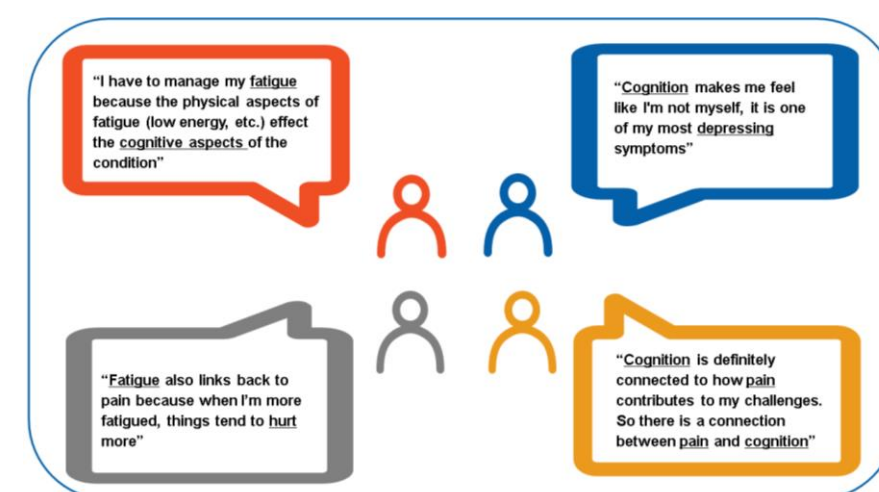 “I have to manage my fatigue
because the physical aspects of
fatigue (low energy, etc.) effect
the cognitive aspects of the
condition”
“Cognition makes me feel
like I'm not myself, it is one
of my most depressing
symptoms”
“Fatigue also links back to
pain because when I’m more
fatigued, things tend to hurt
more”
“Cognition is definitely
connected to how pain
contributes to my challenges.
So there is a connection
between pain and cognition”